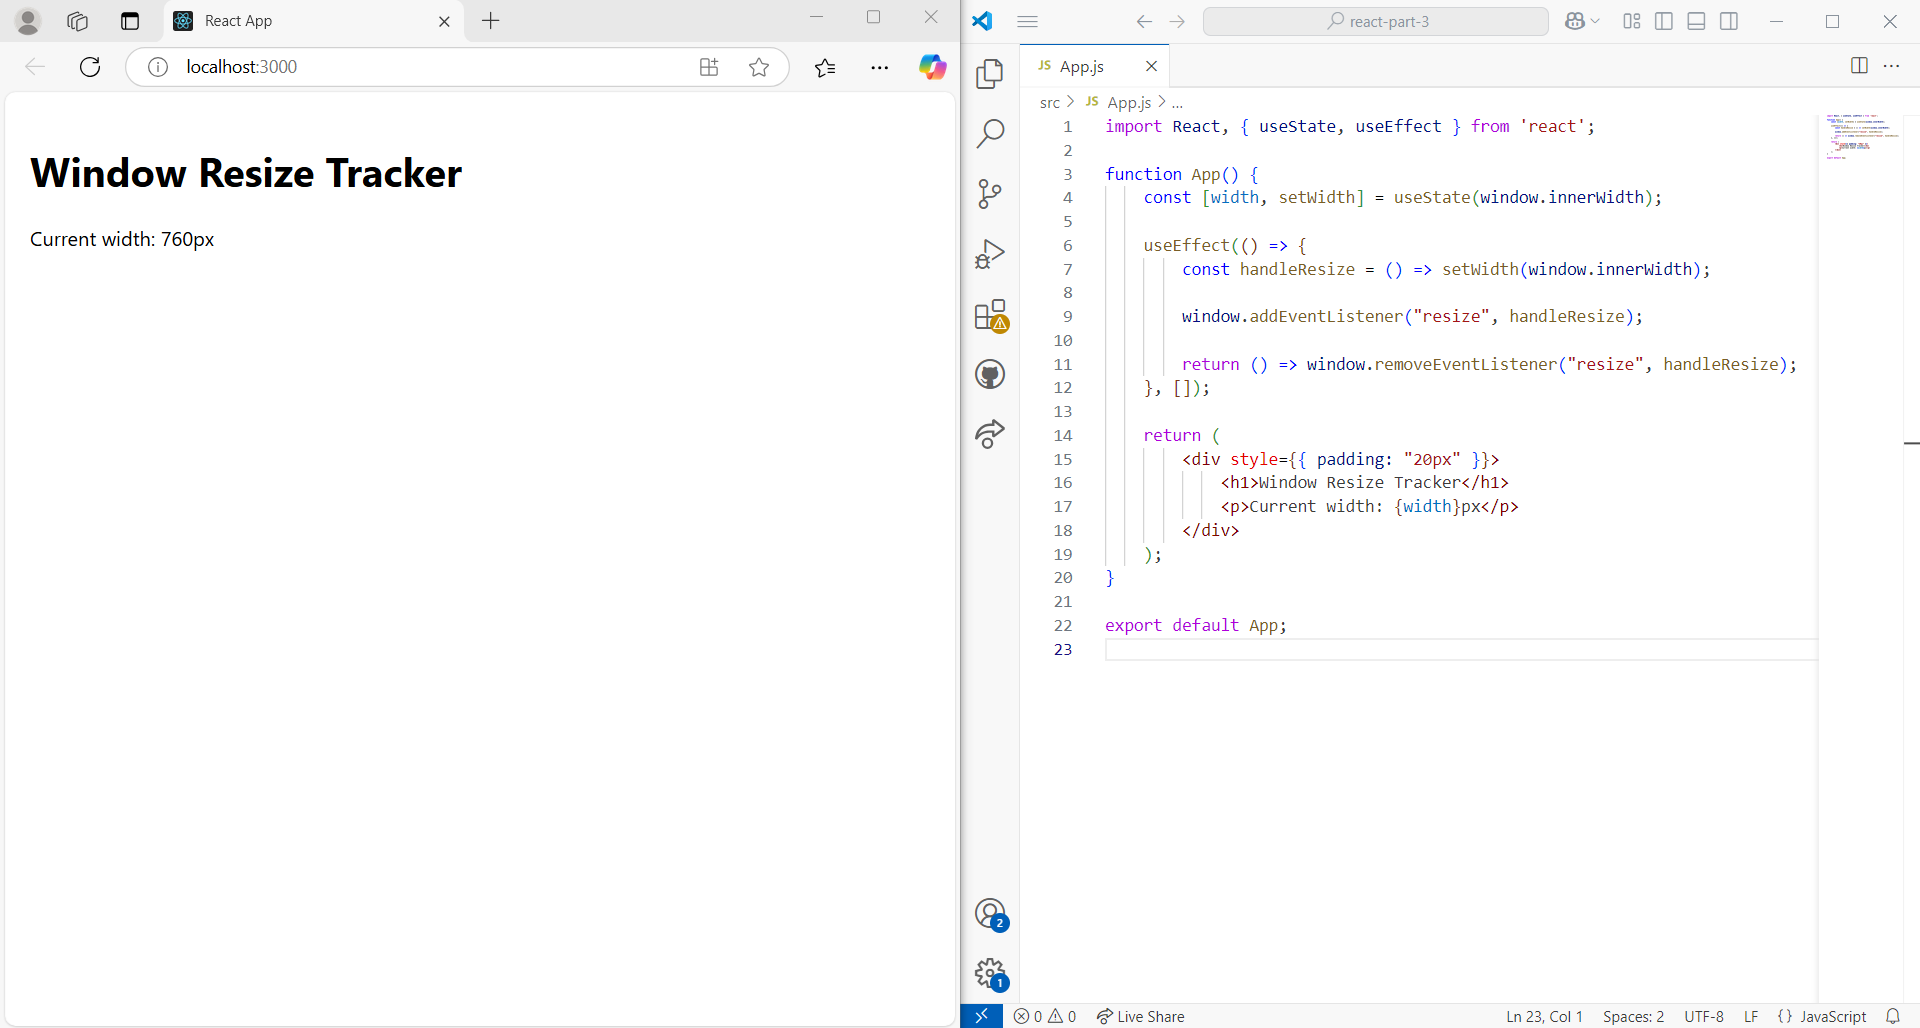 React App
localhost:3000
Window Resize Tracker
Current width: 760px
react-part-3
JS App.js
src > JS App.js > ...
1 import React, { useState, useEffect } from 'react';
2
3 function App() {
4 const [width, setWidth] = useState(window.innerWidth);
5
6 useEffect(() => {
7 const handleResize = () => setWidth(window.innerWidth);
8
9 window.addEventListener("resize", handleResize);
10
11 return () => window.removeEventListener("resize", handleResize);
12 }, []);
13
14 return (
15 <div style={{ padding: "20px" }}>
16 <h1>Window Resize Tracker</h1>
17 <p>Current width: {width}px</p>
18 </div>
19 );
20 }
21
22 export default App;
23
2
1
0 0 Live Share Ln 23, Col 1 Spaces: 2 UTF-8 LF {} JavaScript